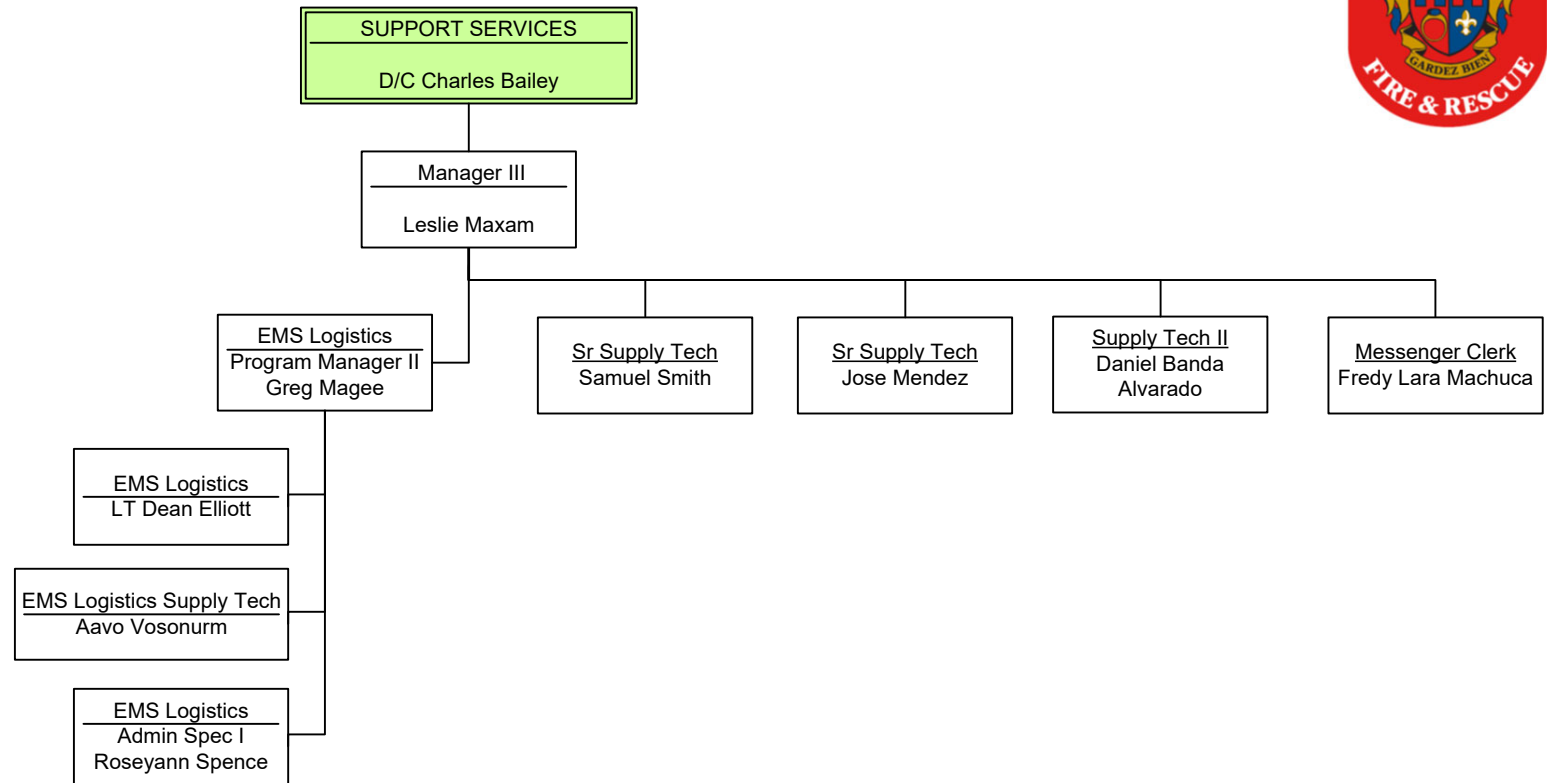 SUPPORT SERVICES
D/C Charles Bailey
GARDEZ BIEN
FIRE & RESCUE
Manager III
Leslie Maxam
EMS Logistics
Program Manager II
Greg Magee
Sr Supply Tech
Samuel Smith
Sr Supply Tech
Jose Mendez
Supply Tech II
Daniel Banda
Alvarado
Messenger Clerk
Fredy Lara Machuca
EMS Logistics
LT Dean Elliott
EMS Logistics Supply Tech
Aavo Vosonurm
EMS Logistics
Admin Spec I
Roseyann Spence